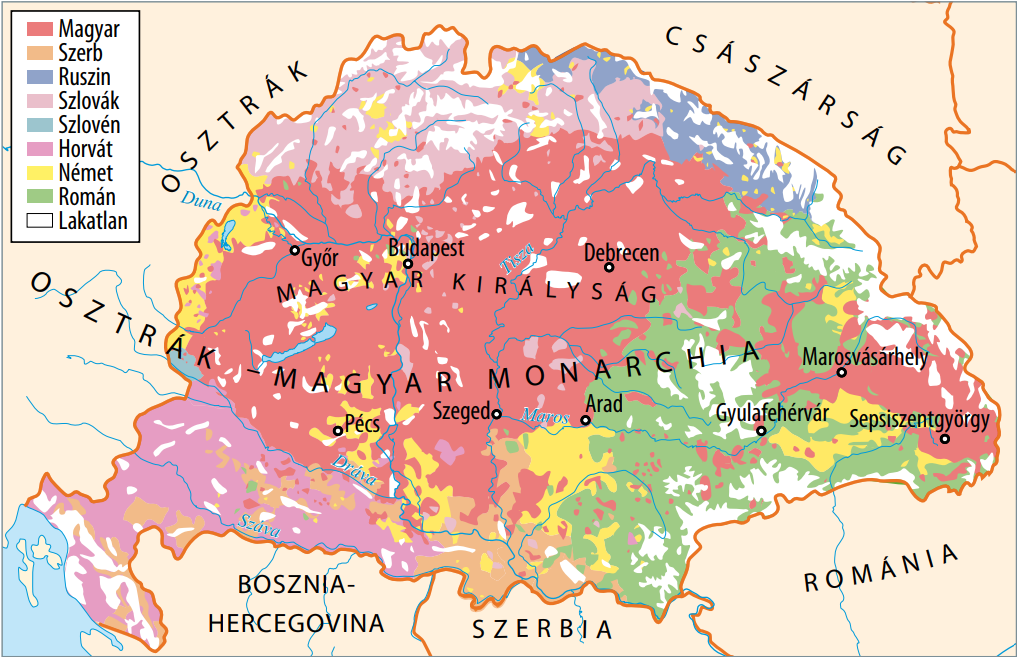 Magyar
Szerb
Ruszin
Szlovák
Szlovén
Horvát
Német
Román
Lakatlan
OSZTRÁK
CSÁSZÁRSÁG
Duna
Győr
Budapest
Tisza
Debrecen
MAGYAR KIRÁLYSÁG
OSZTRÁK–MAGYAR MONARCHIA
Marosvásárhely
Pécs
Szeged
Maros
Arad
Gyulafehérvár
Sepsiszentgyörgy
Dráva
Száva
BOSZNIA-
HERCEGOVINA
SZERBIA
ROMÁNIA